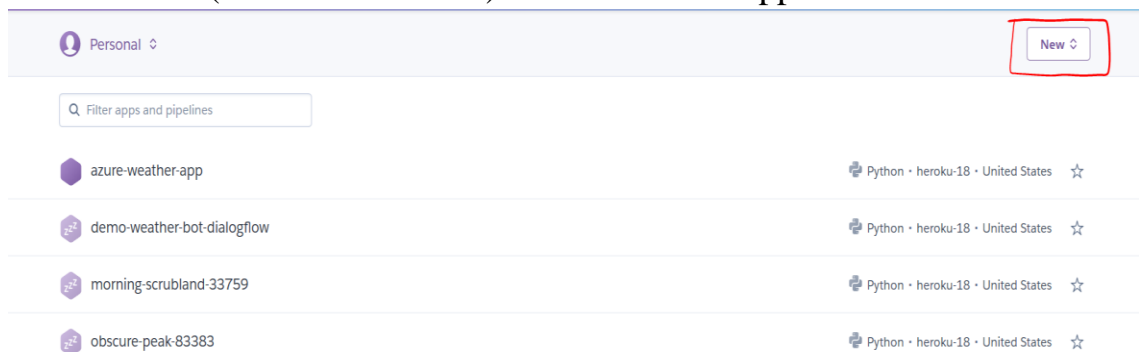 Personal
New
Filter apps and pipelines
azure-weather-app
Python • heroku-18 • United States
demo-weather-bot-dialogflow
Python • heroku-18 • United States
morning-scrubland-33759
Python • heroku-18 • United States
obscure-peak-83383
Python • heroku-18 • United States